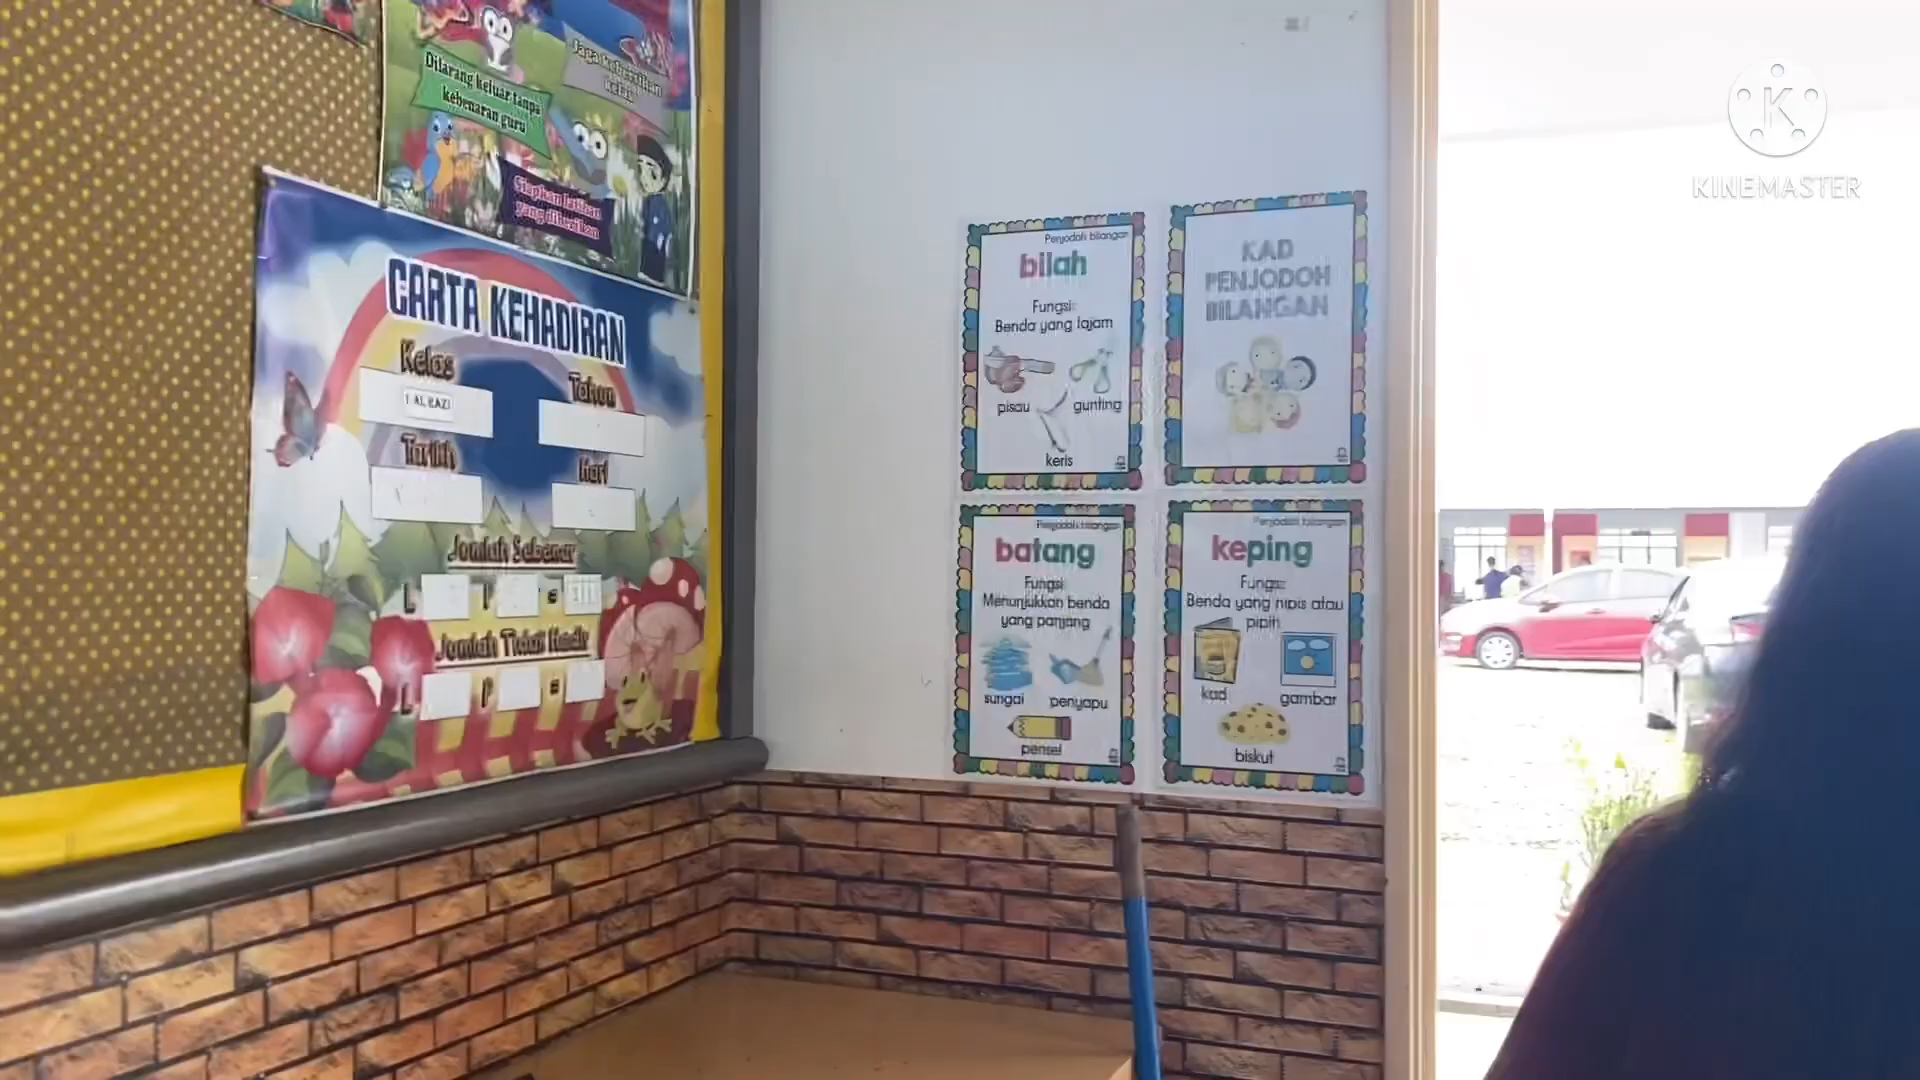 Dilarang keluar tanpa
kebenaran guru
Jaga kebersihan
kelas
Siapkan latihan
yang diberikan
CARTA KEHADIRAN
Kelas
1 AL RAZI
Tahun
Tarikh
Hari
Jumlah Sebenar
L P =
Jumlah Tidak Hadir
L P =
Penjodoh bilangan
bilah
Fungsi:
Benda yang tajam
pisau
gunting
keris
KAD
PENJODOH
BILANGAN
Penjodoh bilangan
batang
Fungsi:
Menunjukkan benda
yang panjang
sungai
penyapu
pensel
Penjodoh bilangan
keping
Fungsi:
Benda yang nipis atau
pipih
kad
gambar
biskut
K
KINEMASTER